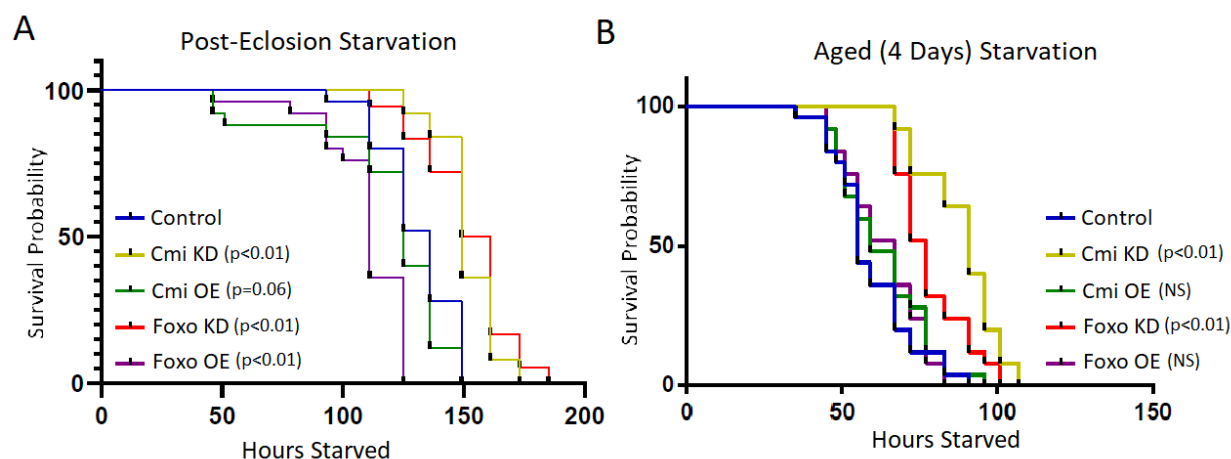 A
Post-Eclosion Starvation
100
50
0
Survival Probability
Control
Cmi KD (p<0.01)
Cmi OE (p=0.06)
Foxo KD (p<0.01)
Foxo OE (p<0.01)
0 50 100 150 200
Hours Starved
B
Aged (4 Days) Starvation
100
50
0
Survival Probability
Control
Cmi KD (p<0.01)
Cmi OE (NS)
Foxo KD (p<0.01)
Foxo OE (NS)
0 50 100 150
Hours Starved